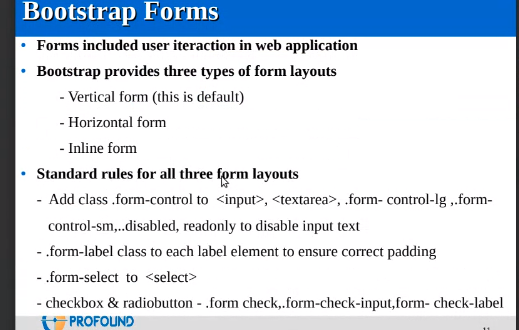 Bootstrap Forms
• Forms included user iteraction in web application
• Bootstrap provides three types of form layouts
- Vertical form (this is default)
- Horizontal form
- Inline form
• Standard rules for all three form layouts
- Add class .form-control to <input>, <textarea>, .form- control-lg ,.form-
control-sm,..disabled, readonly to disable input text
- .form-label class to each label element to ensure correct padding
- .form-select to <select>
- checkbox & radiobutton - .form check,.form-check-input,form- check-label
PROFOUND